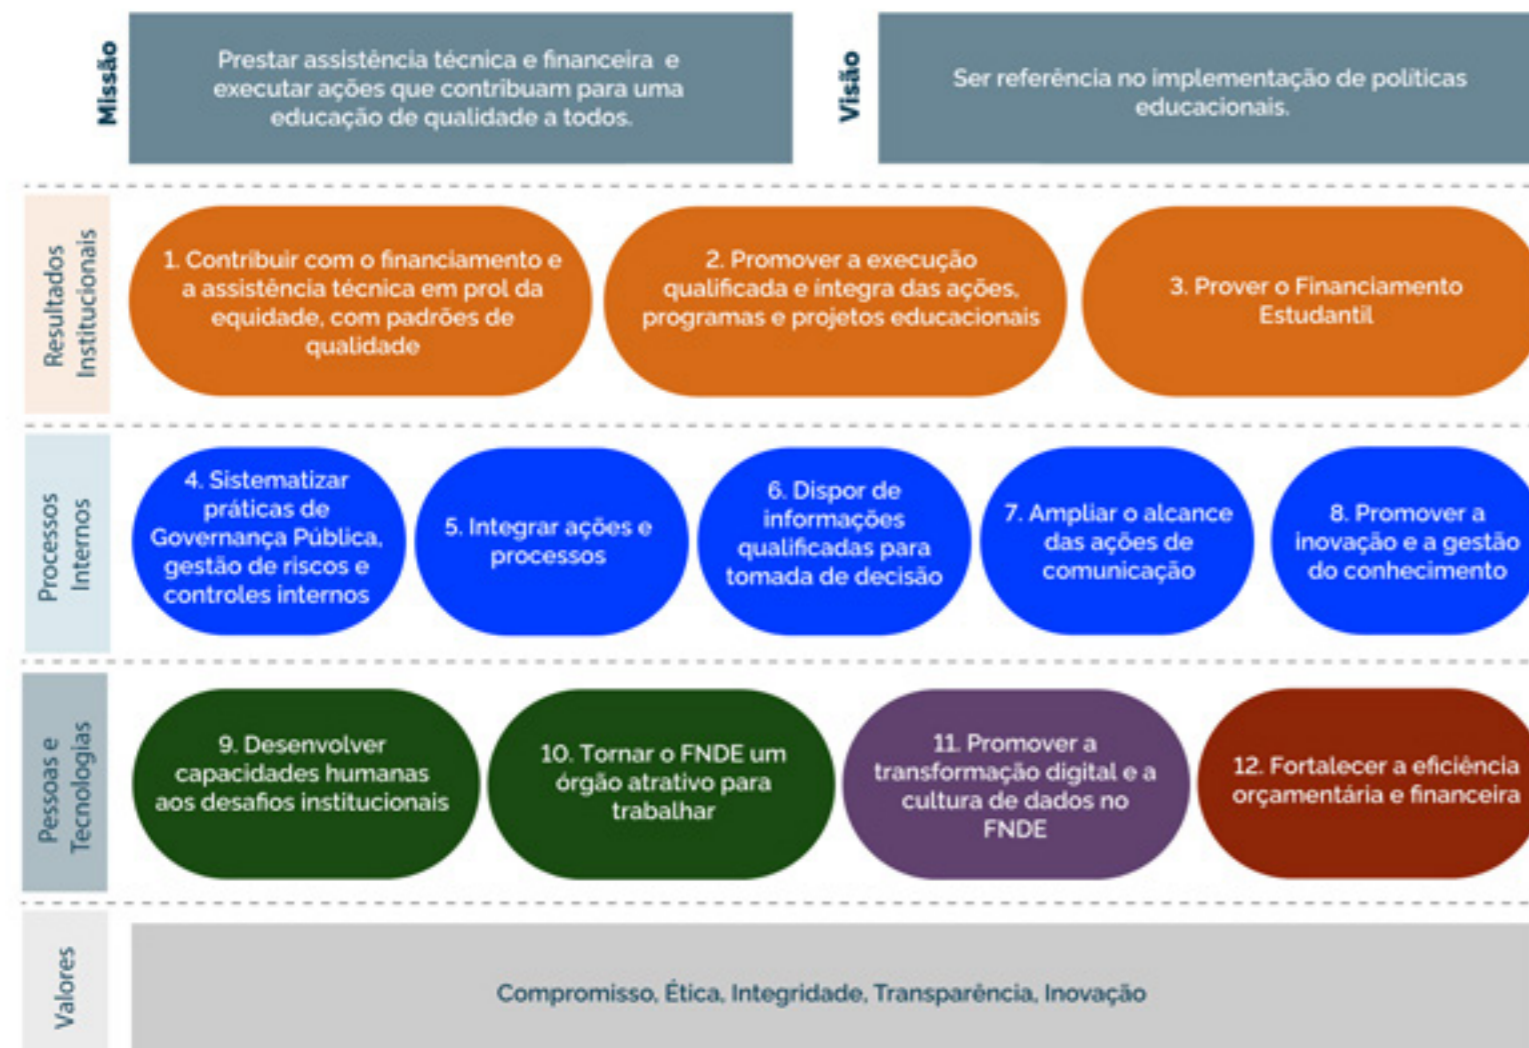 Missão
Prestar assistência técnica e financeira e
executar ações que contribuam para uma
educação de qualidade a todos.
Visão
Ser referência no implementação de políticas
educacionais.
Resultados
Institucionais
1. Contribuir com o financiamento e
a assistência técnica em prol da
equidade, com padrões de
qualidade
2. Promover a execução
qualificada e íntegra das ações,
programas e projetos educacionais
3. Prover o Financiamento
Estudantil
Processos
Internos
4. Sistematizar
práticas de
Governança Pública,
gestão de riscos e
controles internos
5. Integrar ações e
processos
6. Dispor de
informações
qualificadas para
tomada de decisão
7. Ampliar o alcance
das ações de
comunicação
8. Promover a
inovação e a gestão
do conhecimento
Pessoas e
Tecnologias
9. Desenvolver
capacidades humanas
aos desafios institucionais
10. Tornar o FNDE um
órgão atrativo para
trabalhar
11. Promover a
transformação digital e a
cultura de dados no
FNDE
12. Fortalecer a eficiência
orçamentária e financeira
Valores
Compromisso, Ética, Integridade, Transparência, Inovação